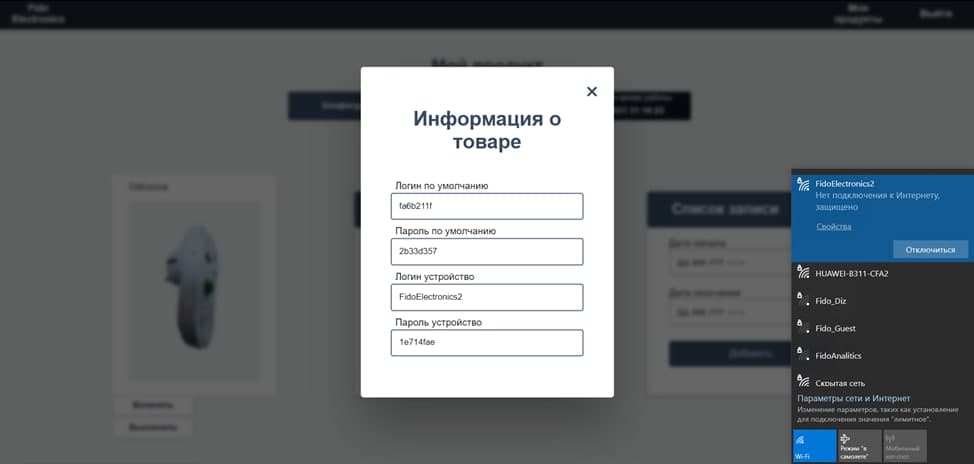 Fido
Electronics
Мои
продукты
Выйти
Мой продукт
Информация о
товаре
Логин по умолчанию
fa6b211f
Пароль по умолчанию
2b33d357
Логин устройство
FidoElectronics2
Пароль устройство
1e714fae
Список записи
Дата начала
Дата окончания
Добавить
Включить
Выключить
FidoElectronics2
Нет подключения к Интернету,
защищено
Свойства
Отключиться
HUAWEI-B311-CFA2
Fido_Diz
Fido_Guest
FidoAnalitics
Скрытая сеть
Параметры сети и Интернет
Изменение параметров, таких как установление
для подключения значения "лимитное".
Wi-Fi
Режим "в
самолете"
Мобильный
хот-спот